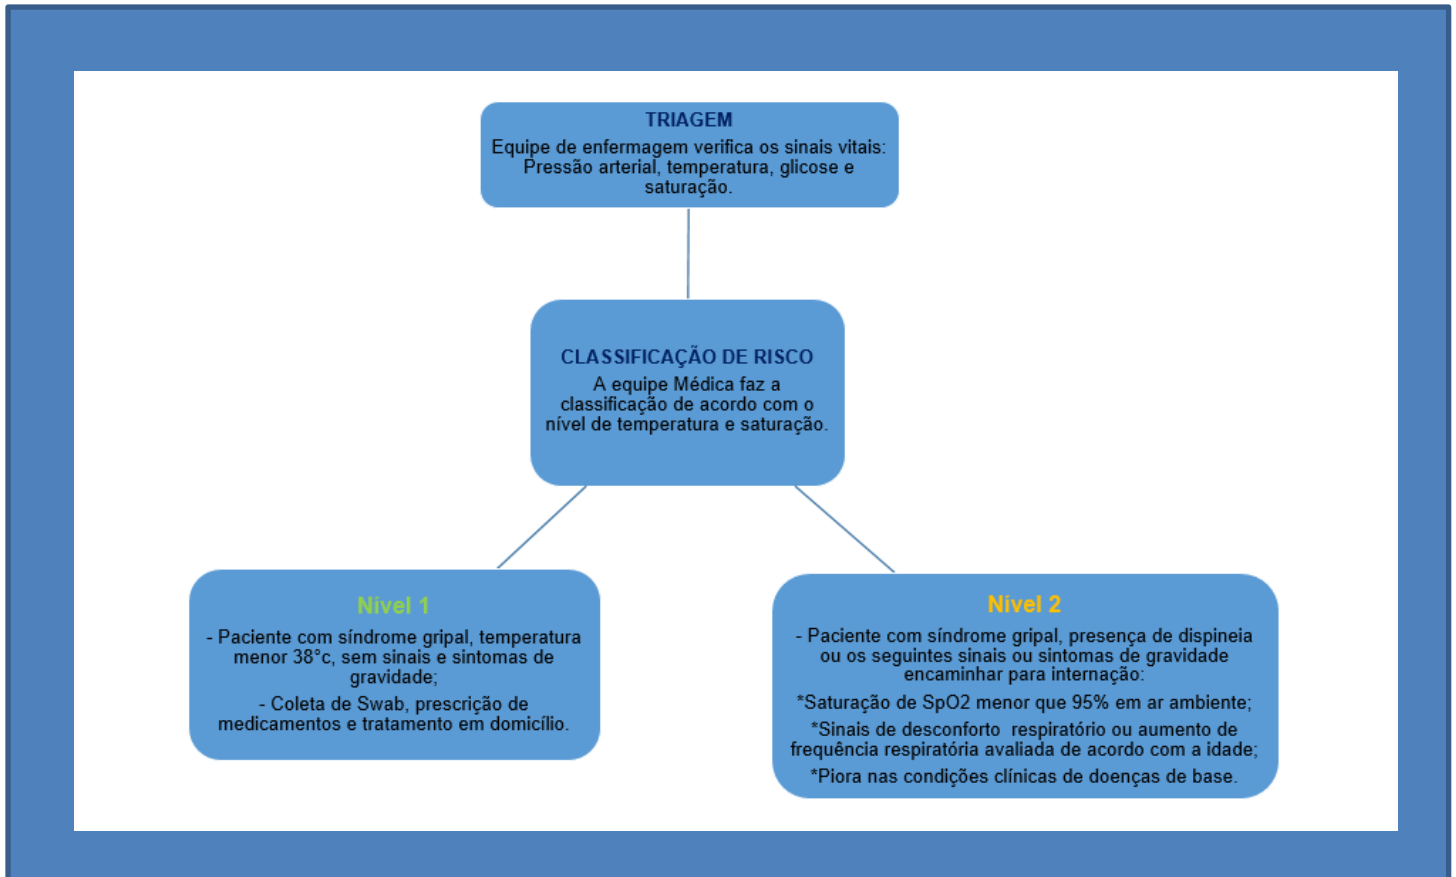 TRIAGEM
Equipe de enfermagem verifica os sinais vitais:
Pressão arterial, temperatura, glicose e
saturação.
CLASSIFICAÇÃO DE RISCO
A equipe Médica faz a
classificação de acordo com o
nível de temperatura e saturação.
Nível 1
- Paciente com síndrome gripal, temperatura
menor 38°c, sem sinais e sintomas de
gravidade;
- Coleta de Swab, prescrição de
medicamentos e tratamento em domicílio.
Nível 2
- Paciente com síndrome gripal, presença de dispineia
ou os seguintes sinais ou sintomas de gravidade
encaminhar para internação:
*Saturação de SpO2 menor que 95% em ar ambiente;
*Sinais de desconforto  respiratório ou aumento de
frequência respiratória avaliada de acordo com a idade;
*Piora nas condições clínicas de doenças de base.